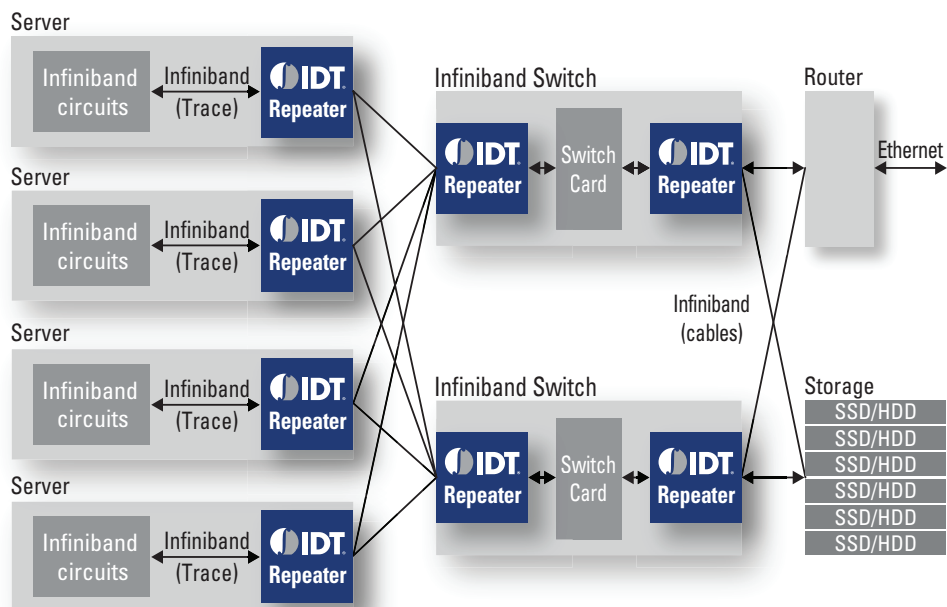 Server
Infiniband
circuits
Infiniband
(Trace)
IDT.
Repeater
Server
Infiniband
circuits
Infiniband
(Trace)
IDT.
Repeater
Server
Infiniband
circuits
Infiniband
(Trace)
IDT.
Repeater
Server
Infiniband
circuits
Infiniband
(Trace)
IDT.
Repeater
Infiniband Switch
IDT.
Repeater
Switch
Card
IDT.
Repeater
Infiniband Switch
IDT.
Repeater
Switch
Card
IDT.
Repeater
Infiniband
(cables)
Router
Ethernet
Storage
SSD/HDD
SSD/HDD
SSD/HDD
SSD/HDD
SSD/HDD
SSD/HDD